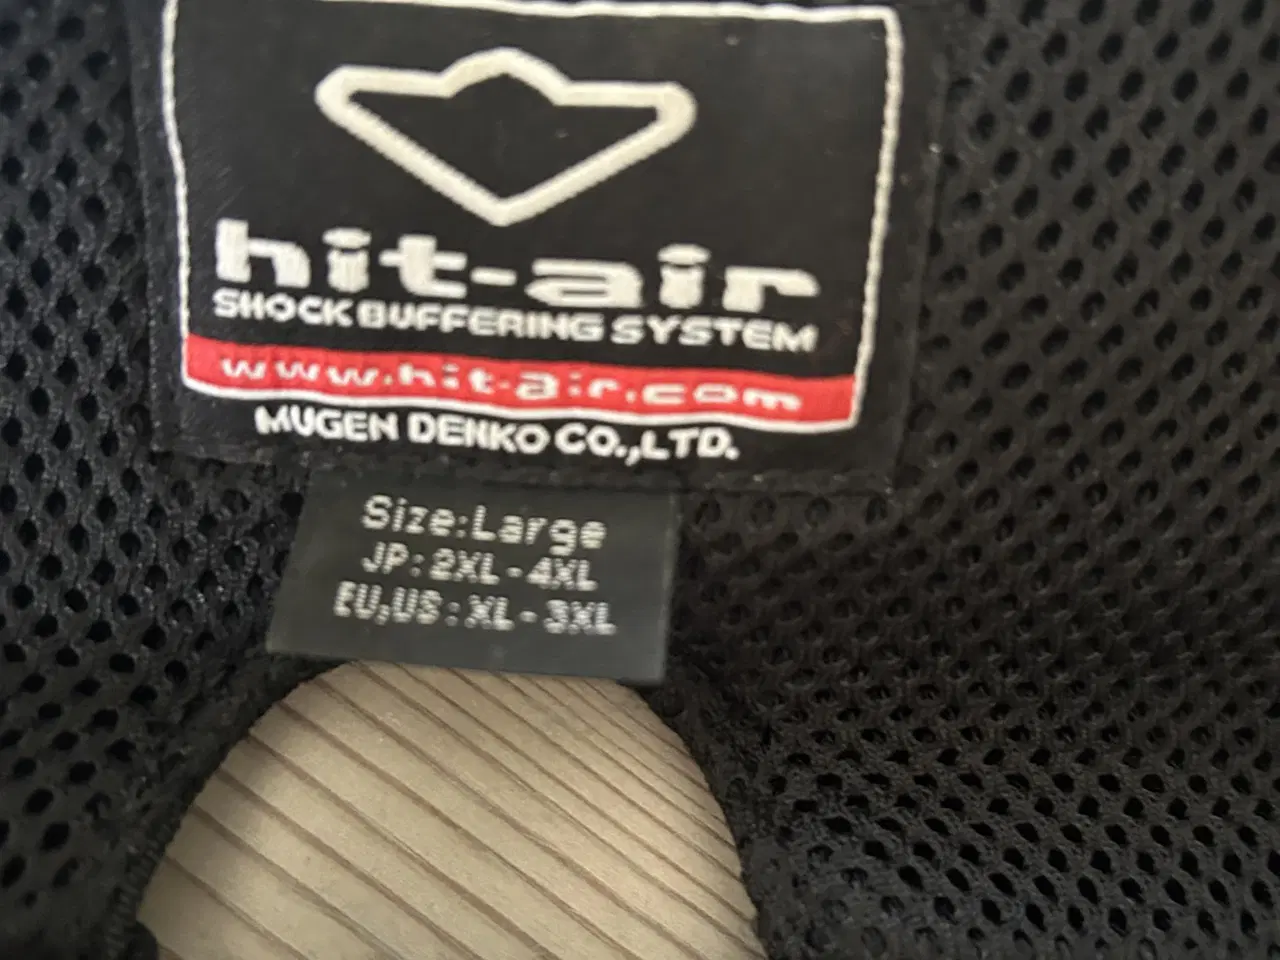 hit-air
SHOCK BUFFERING SYSTEM
www.hit-air.com
MUGEN DENKO CO.,LTD.
Size:Large
JP:2XL-4XL
EU,US:XL-3XL